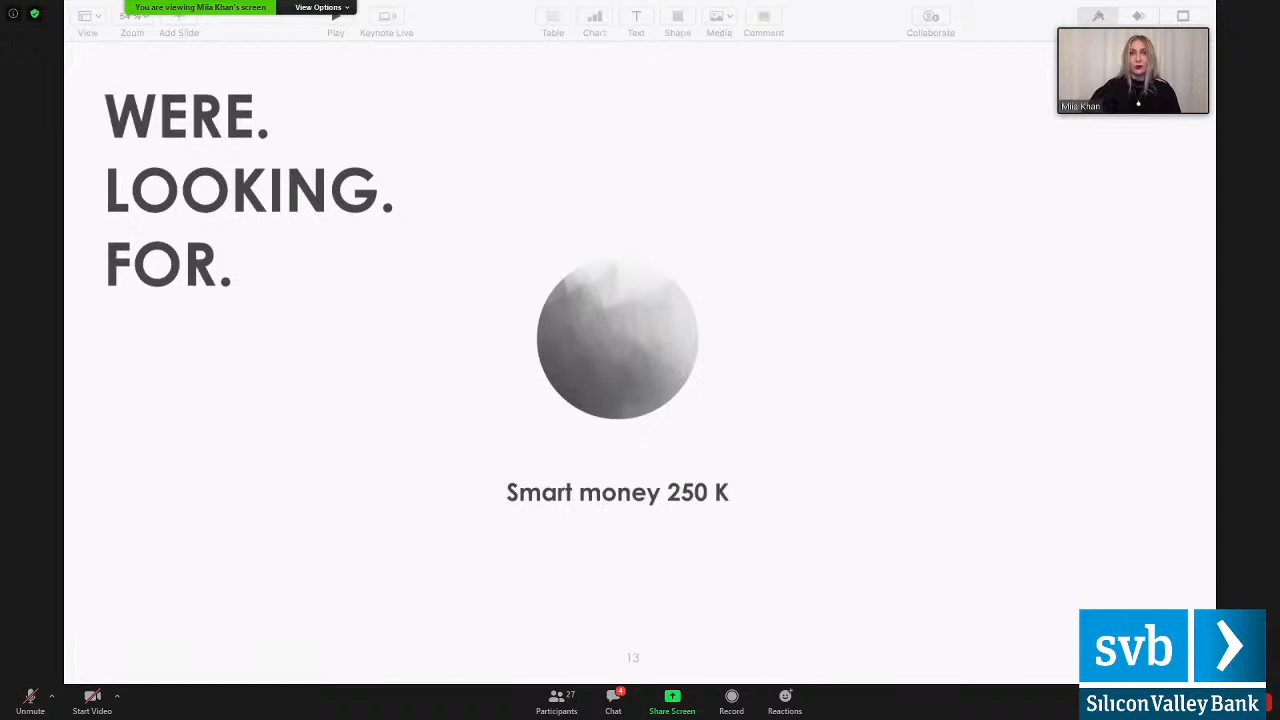 You are viewing Miia Khan's screen
View Options
View
Zoom
Add Slide
Play
Keynote Live
Table
Chart
Text
Shape
Media
Comment
Collaborate
Miia Khan
WERE.
LOOKING.
FOR.
Smart money 250 K
13
svb
Silicon Valley Bank
Unmute
Start Video
Participants
27
Chat
4
Share Screen
Record
Reactions